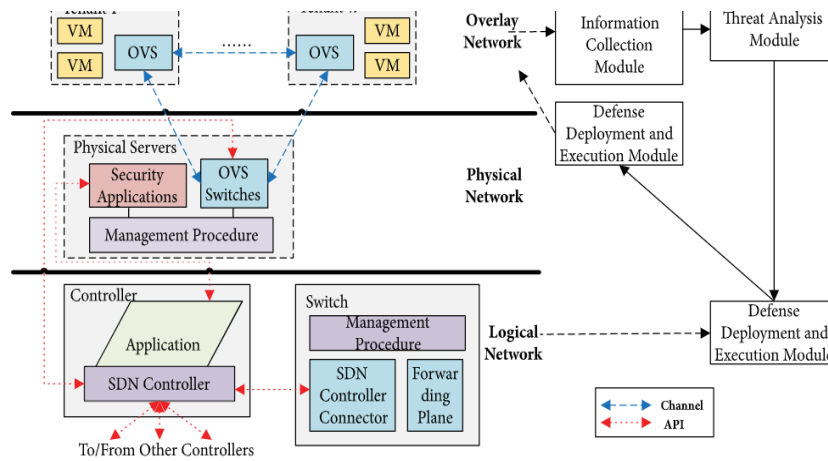 Tenant 1
VM
VM
OVS
......
OVS
VM
VM
Overlay
Network
Information
Collection
Module
Threat Analysis
Module
Physical Servers
Security
Applications
OVS
Switches
Management Procedure
Physical
Network
Defense
Deployment and
Execution Module
Controller
Application
SDN Controller
To/From Other Controllers
Switch
Management
Procedure
SDN
Controller
Connector
Forwar
ding
Plane
Logical
Network
Defense
Deployment and
Execution Module
Channel
API